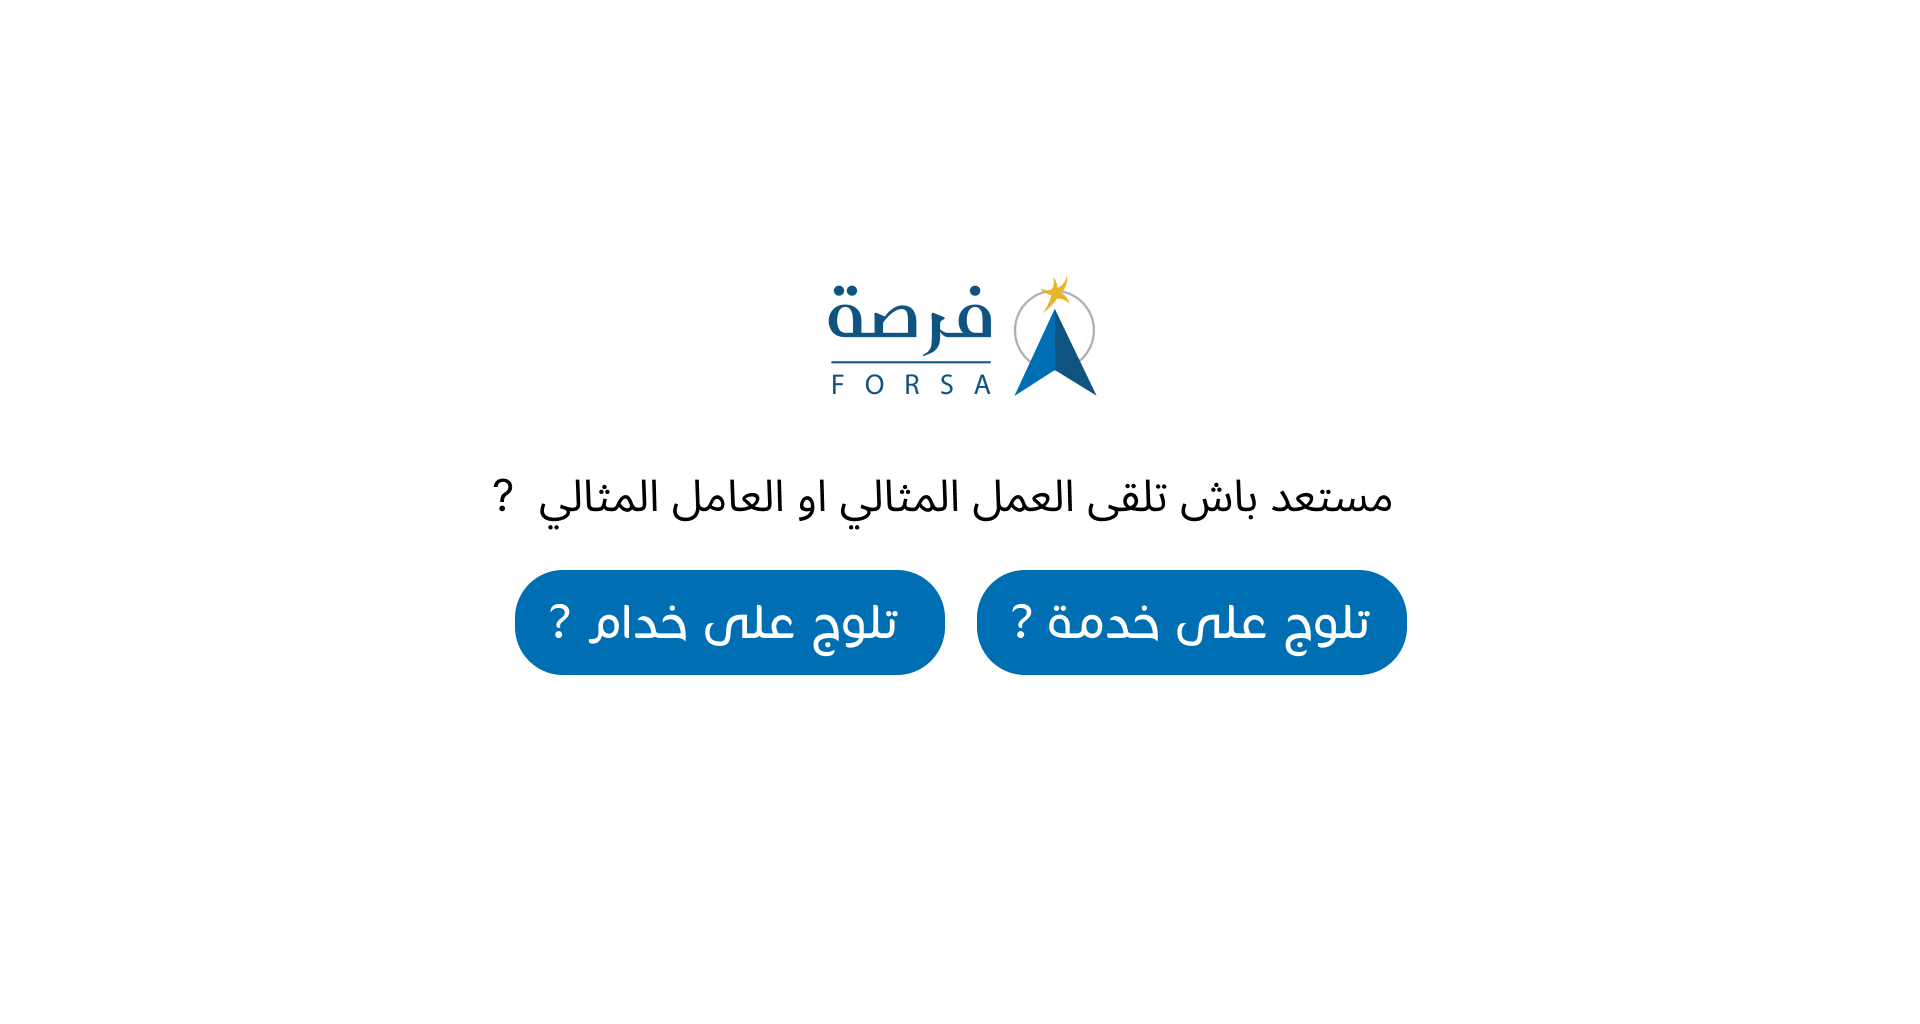 فرصة
FORSA
مستعد باش تلقى العمل المثالي او العامل المثالي ?
تلوج على خدمة ?
تلوج على خدام ?